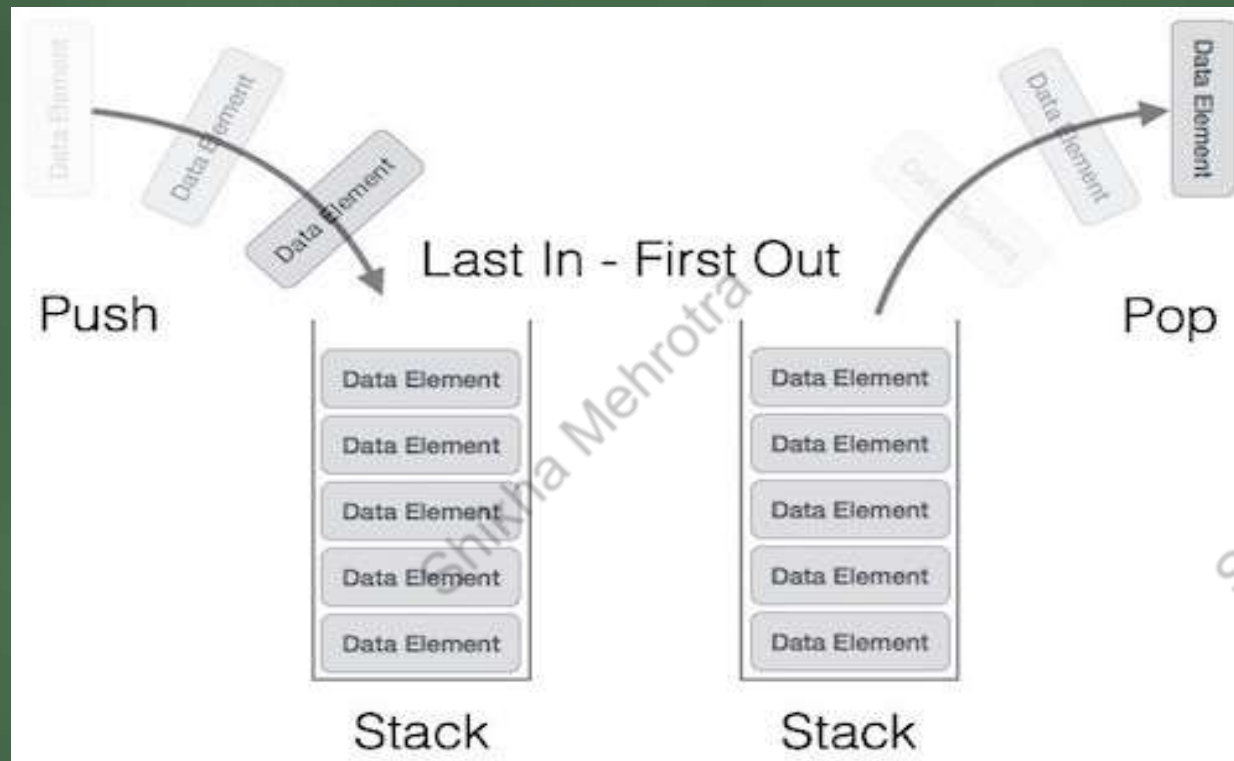 Data Element
Data Element
Data Element
Data Element
Data Element
Data Element
Last In - First Out
Push
Pop
Data Element
Data Element
Data Element
Data Element
Data Element
Data Element
Data Element
Data Element
Data Element
Data Element
Stack
Stack
Shikha Mehrotra